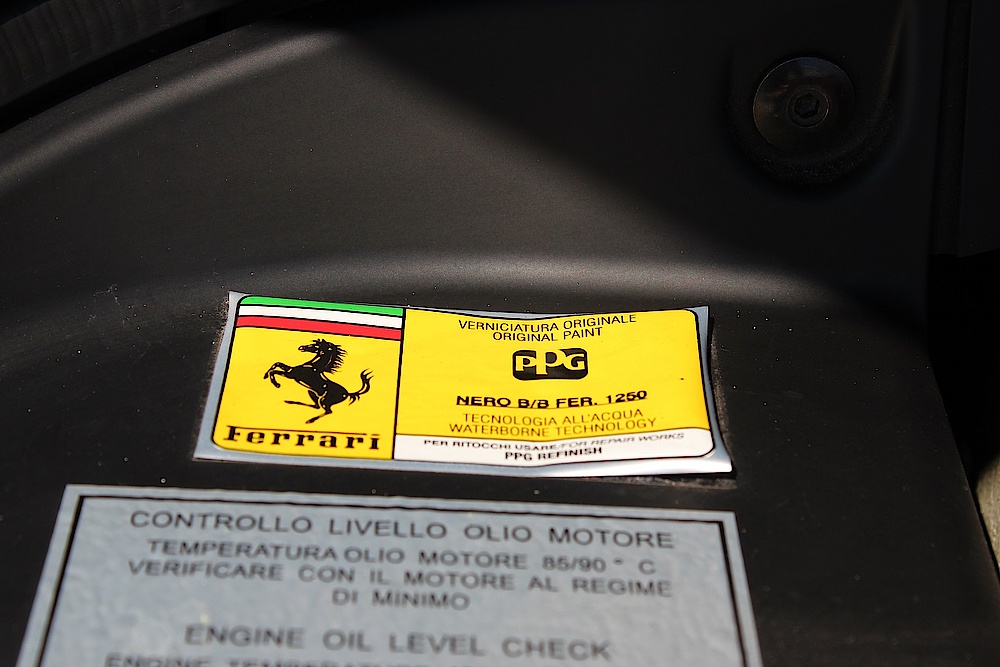 Ferrari
VERNICIATURA ORIGINALE
ORIGINAL PAINT
PPG
NERO B/B FER. 1250
TECNOLOGIA ALL'ACQUA
WATERBORNE TECHNOLOGY
PER RITOCCHI USARE/FOR REPAIR WORKS
PPG REFINISH
CONTROLLO LIVELLO OLIO MOTORE
TEMPERATURA OLIO MOTORE 85/90 ° C
VERIFICARE CON IL MOTORE AL REGIME
DI MINIMO
ENGINE OIL LEVEL CHECK
ENGINE TEMPERATURE